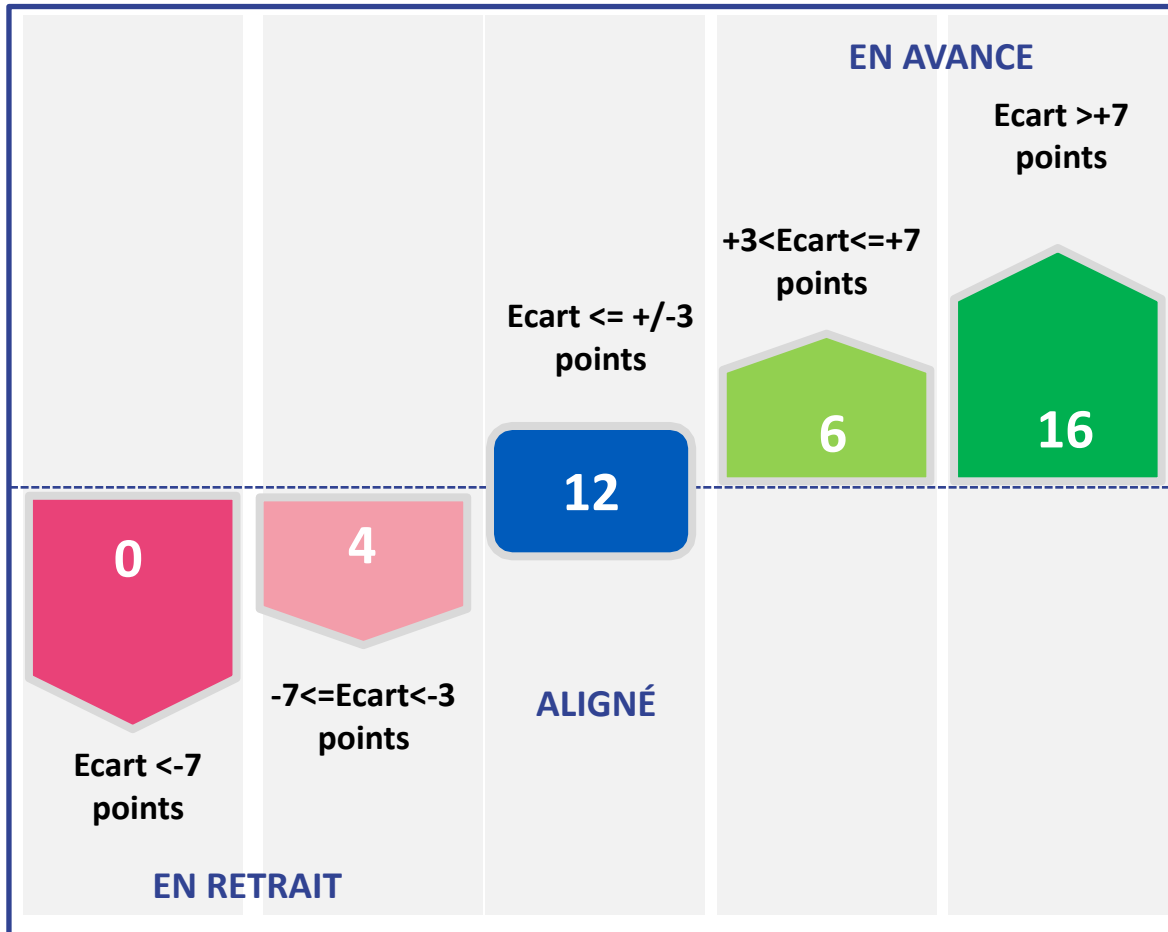 EN AVANCE
Ecart >+7
points
+3<Ecart<=+7
points
Ecart <= +/-3
points
6
16
12
0
4
-7<=Ecart<-3
points
ALIGNÉ
Ecart <-7
points
EN RETRAIT